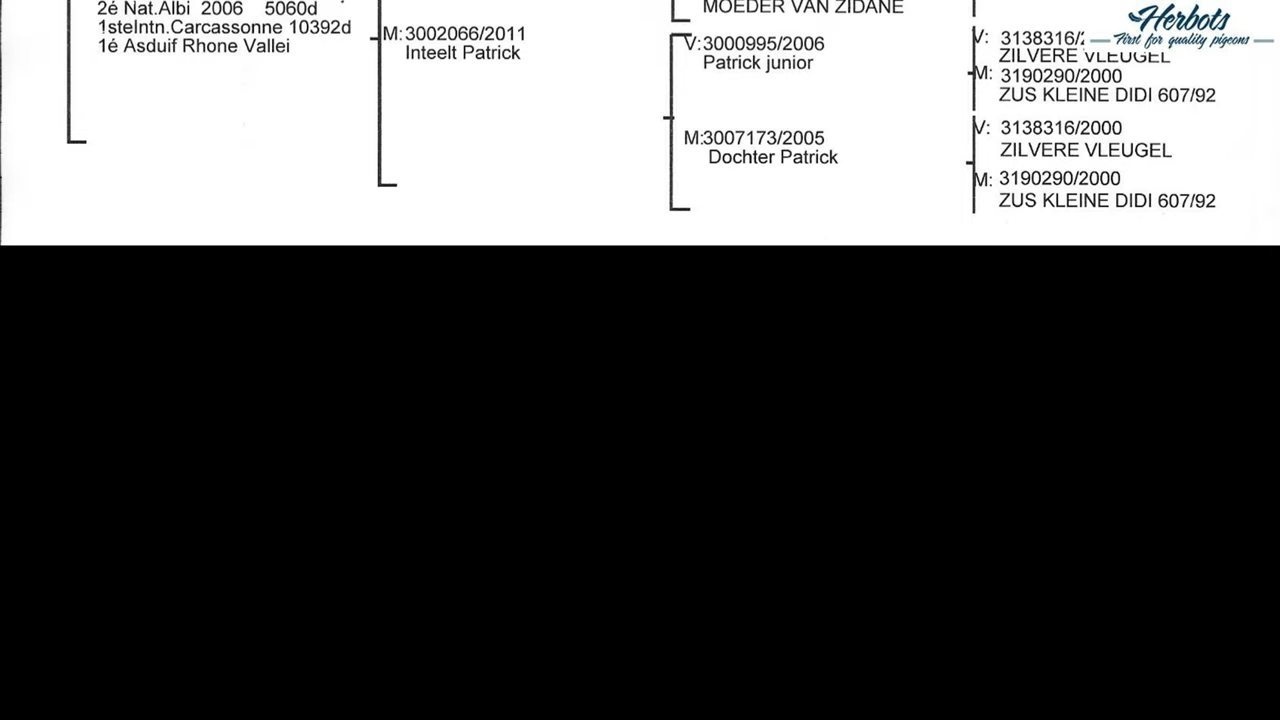 2é Nat.Albi 2006 5060d
1steIntn.Carcassonne 10392d
1é Asduif Rhone Vallei
M:3002066/2011
Inteelt Patrick
MOEDER VAN ZIDANE
V:3000995/2006
Patrick junior
M:3007173/2005
Dochter Patrick
V: 3138316/2
ZILVERE VLEUGEL
M: 3190290/2000
ZUS KLEINE DIDI 607/92
V: 3138316/2000
ZILVERE VLEUGEL
M: 3190290/2000
ZUS KLEINE DIDI 607/92
Herbots
First for quality pigeons